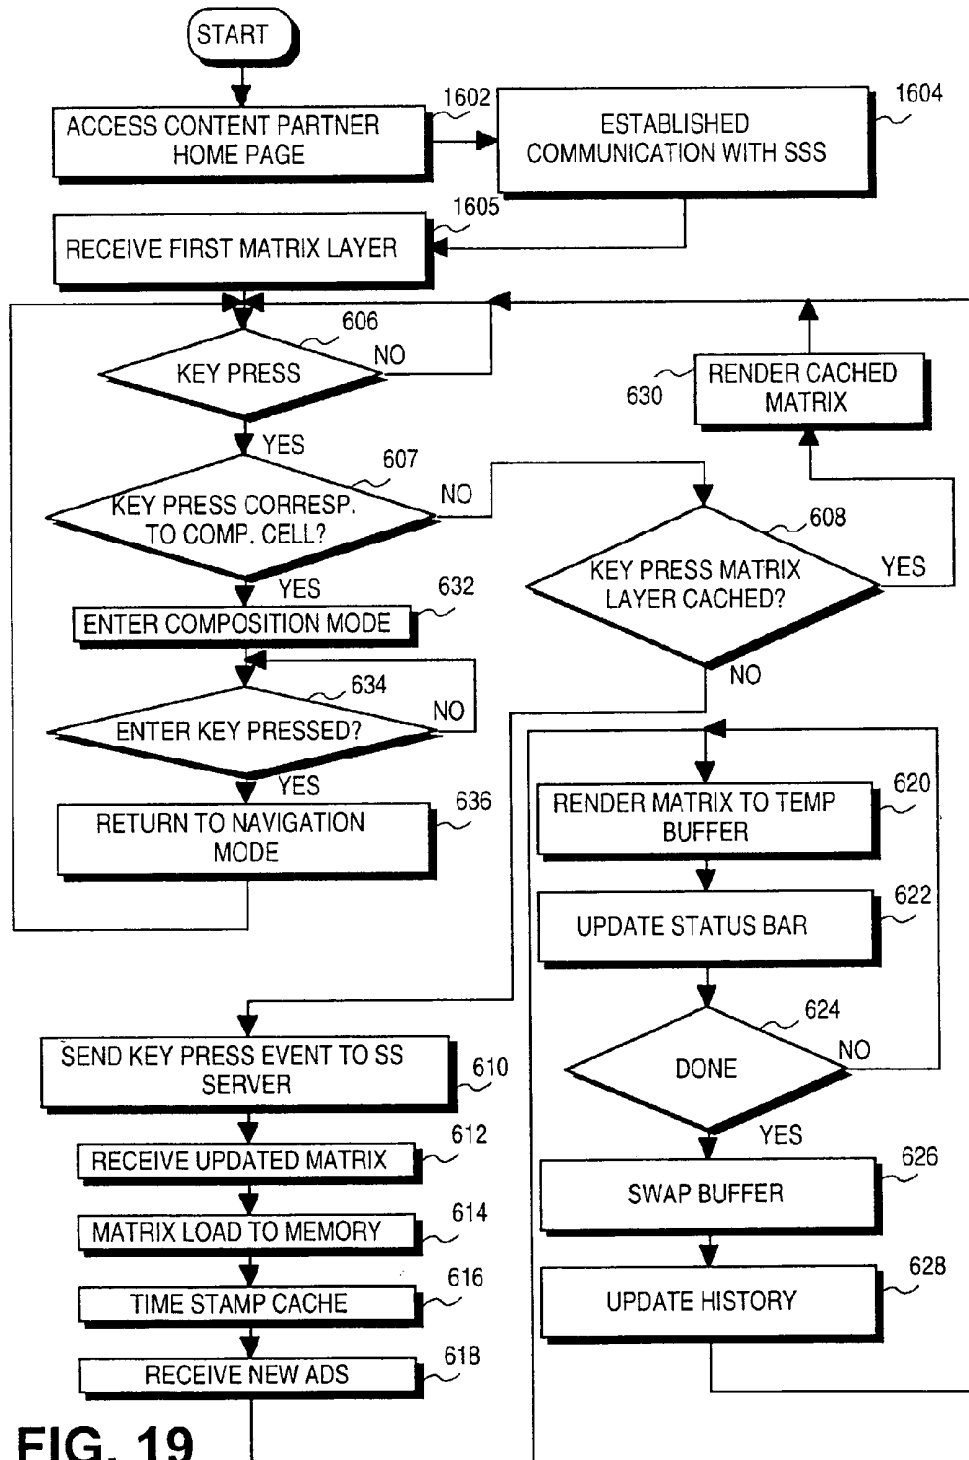 START
1602
ACCESS CONTENT PARTNER
HOME PAGE
1604
ESTABLISHED
COMMUNICATION WITH SSS
1605
RECEIVE FIRST MATRIX LAYER
606
KEY PRESS
NO
YES
630
RENDER CACHED
MATRIX
607
KEY PRESS CORRESP.
TO COMP. CELL?
NO
YES
608
KEY PRESS MATRIX
LAYER CACHED?
YES
NO
632
ENTER COMPOSITION MODE
634
ENTER KEY PRESSED?
NO
YES
636
RETURN TO NAVIGATION
MODE
620
RENDER MATRIX TO TEMP
BUFFER
622
UPDATE STATUS BAR
624
DONE
NO
YES
SEND KEY PRESS EVENT TO SS
SERVER
610
612
RECEIVE UPDATED MATRIX
614
MATRIX LOAD TO MEMORY
616
TIME STAMP CACHE
618
RECEIVE NEW ADS
626
SWAP BUFFER
628
UPDATE HISTORY
FIG. 19